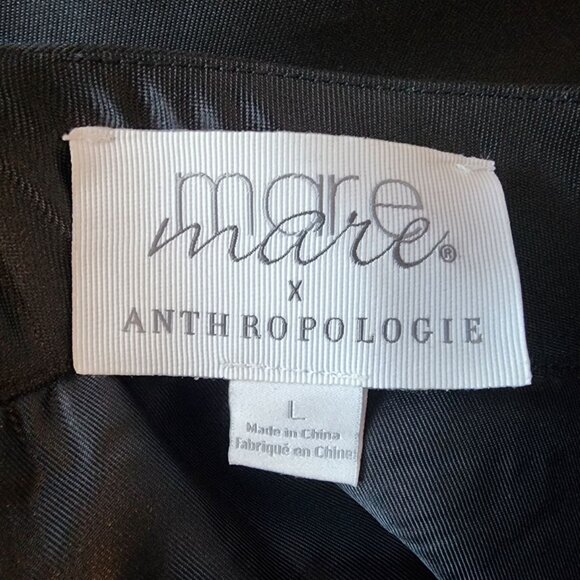 mare
mare®
X
ANTHROPOLOGIE
L
Made in China
Fabriqué en Chine